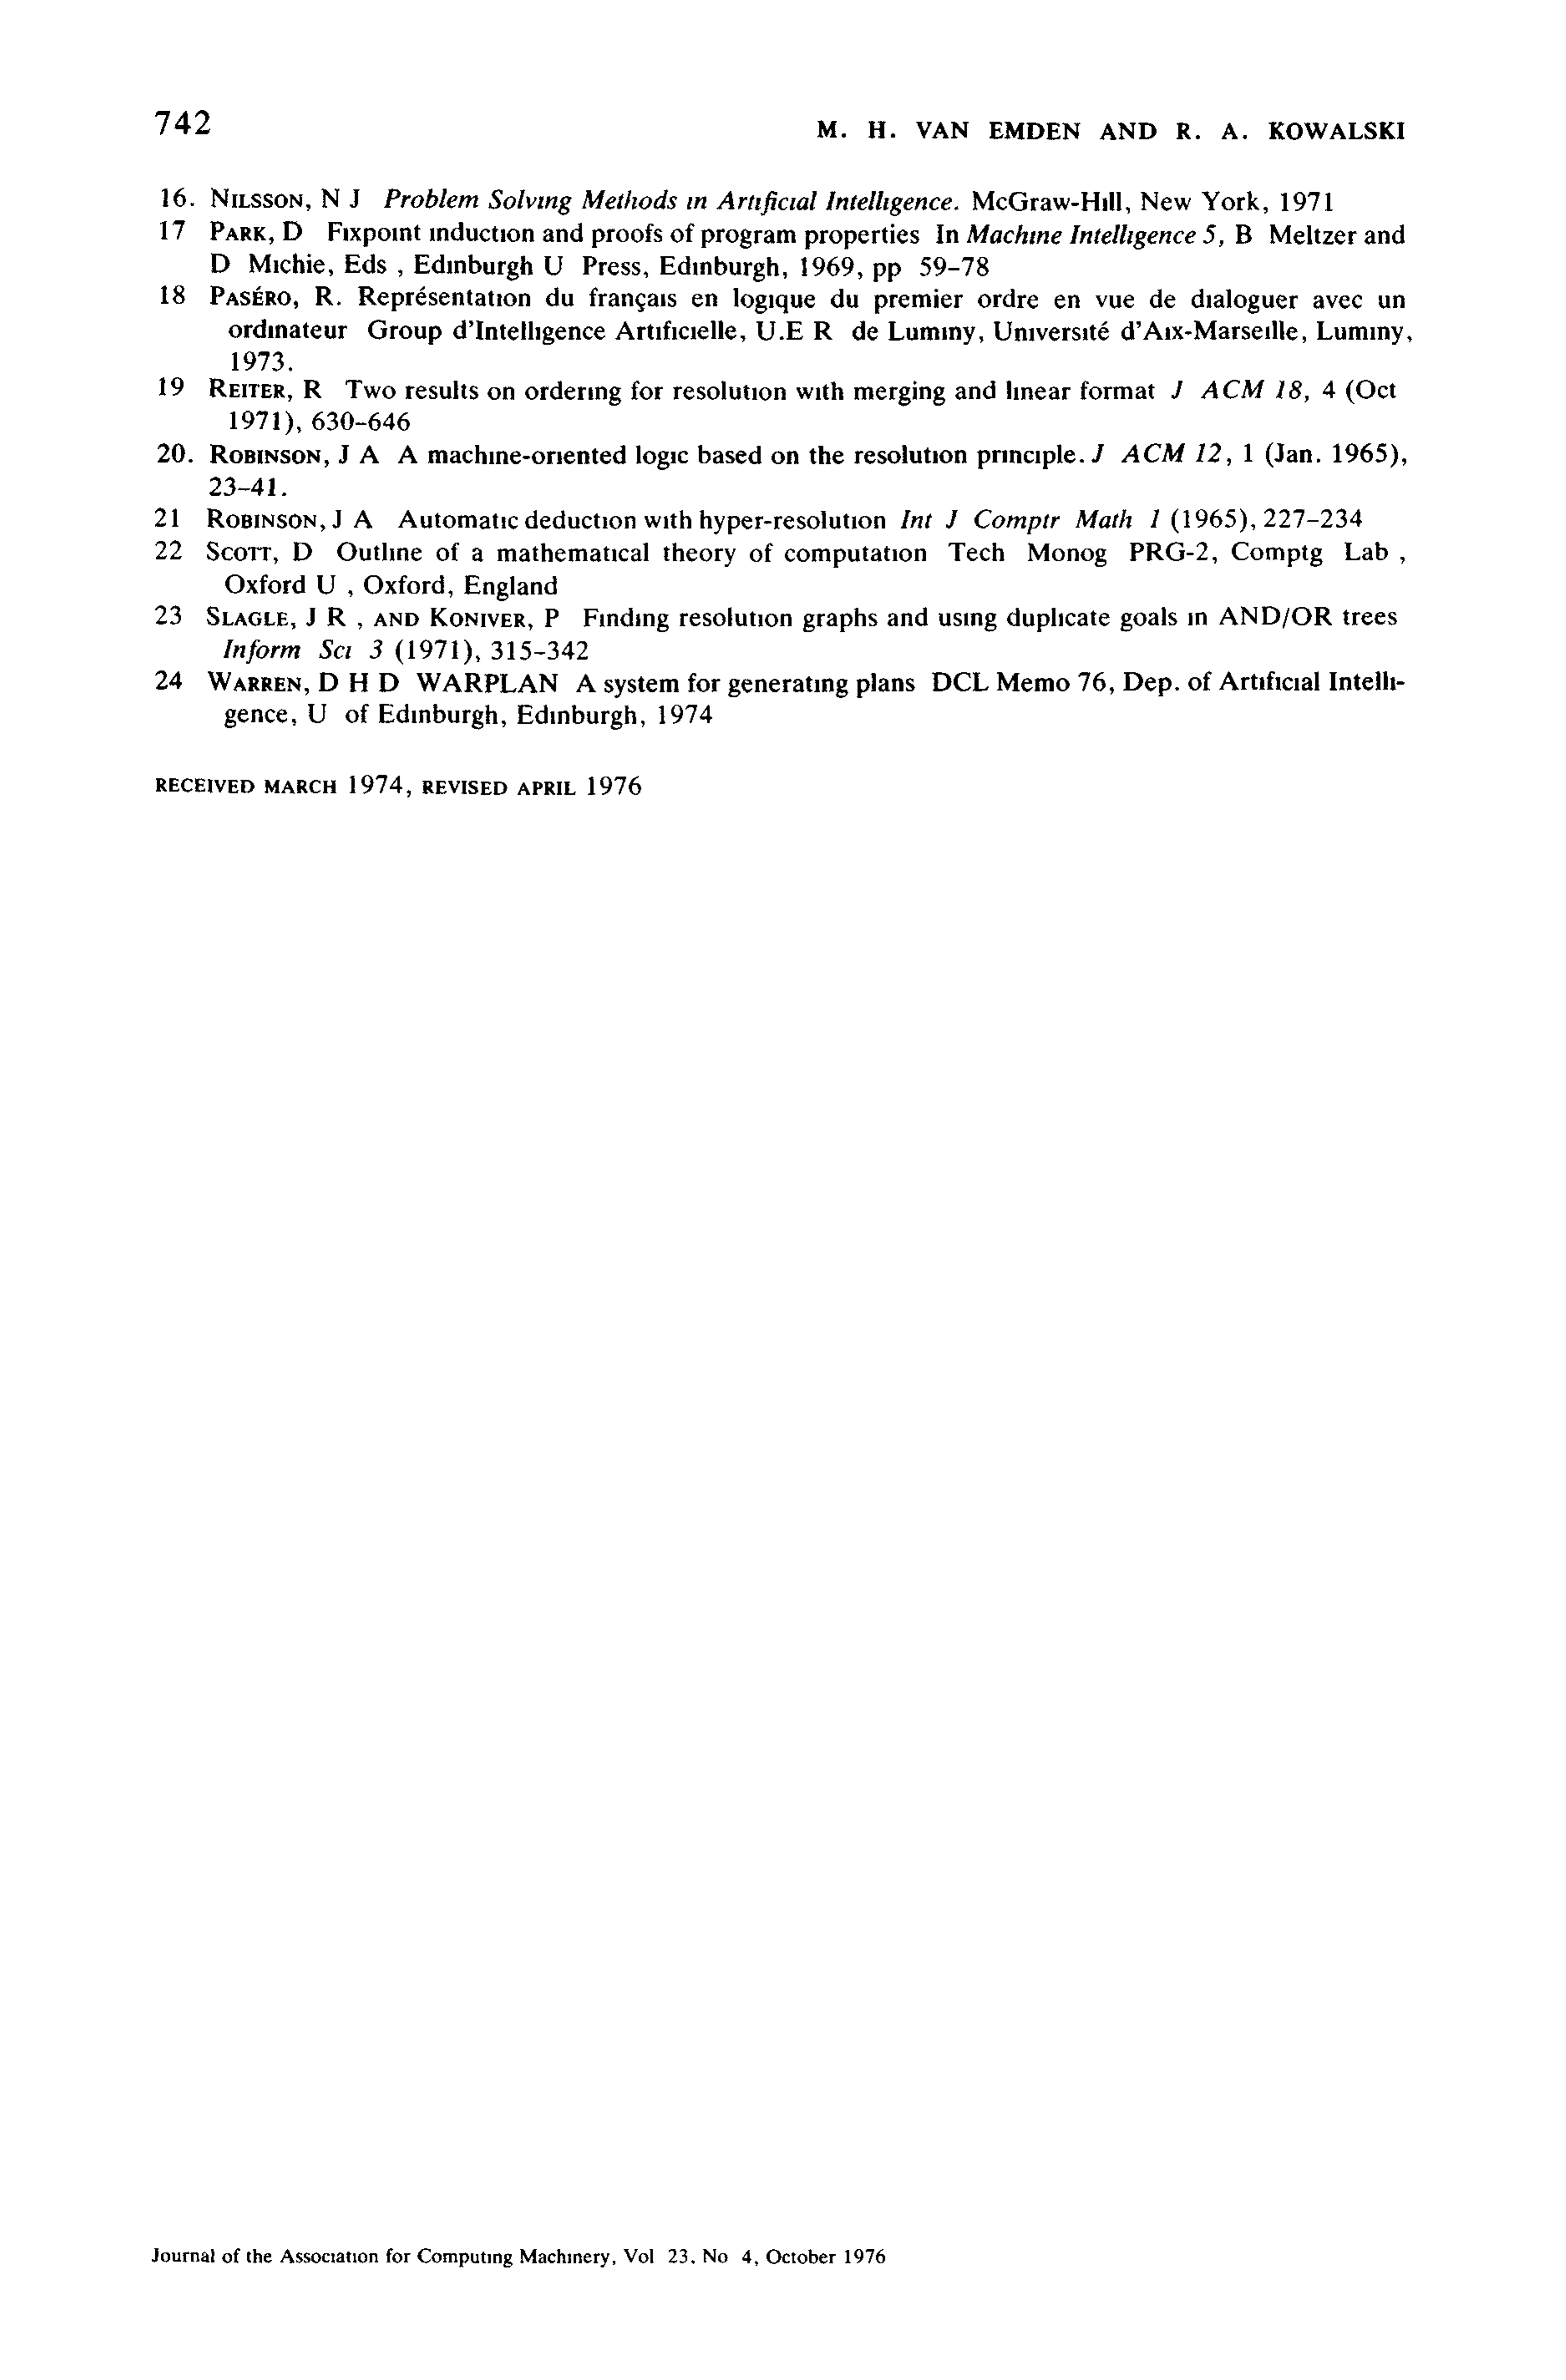 742
M. H. VAN EMDEN AND R. A. KOWALSKI
16. NILSSON, N J Problem Solving Methods in Artificial Intelligence. McGraw-Hill, New York, 1971
17 PARK, D Fixpoint induction and proofs of program properties In Machine Intelligence 5, B Meltzer and
D Michie, Eds , Edinburgh U Press, Edinburgh, 1969, pp 59-78
18 PASÉRO, R. Représentation du français en logique du premier ordre en vue de dialoguer avec un
ordinateur Group d'Intelligence Artificielle, U.E R de Luminy, Université d'Aix-Marseille, Luminy,
1973.
19 REITER, R Two results on ordering for resolution with merging and linear format J ACM 18, 4 (Oct
1971), 630-646
20. ROBINSON, J A A machine-oriented logic based on the resolution principle. J ACM 12, 1 (Jan. 1965),
23-41.
21 ROBINSON, J A Automatic deduction with hyper-resolution Int J Comptr Math 1 (1965), 227-234
22 SCOTT, D Outline of a mathematical theory of computation Tech Monog PRG-2, Comptg Lab ,
Oxford U , Oxford, England
23 SLAGLE, J R , AND KONIVER, P Finding resolution graphs and using duplicate goals in AND/OR trees
Inform Sci 3 (1971), 315-342
24 WARREN, D H D WARPLAN A system for generating plans DCL Memo 76, Dep. of Artificial Intelli-
gence, U of Edinburgh, Edinburgh, 1974
RECEIVED MARCH 1974, REVISED APRIL 1976
Journal of the Association for Computing Machinery, Vol 23, No 4, October 1976